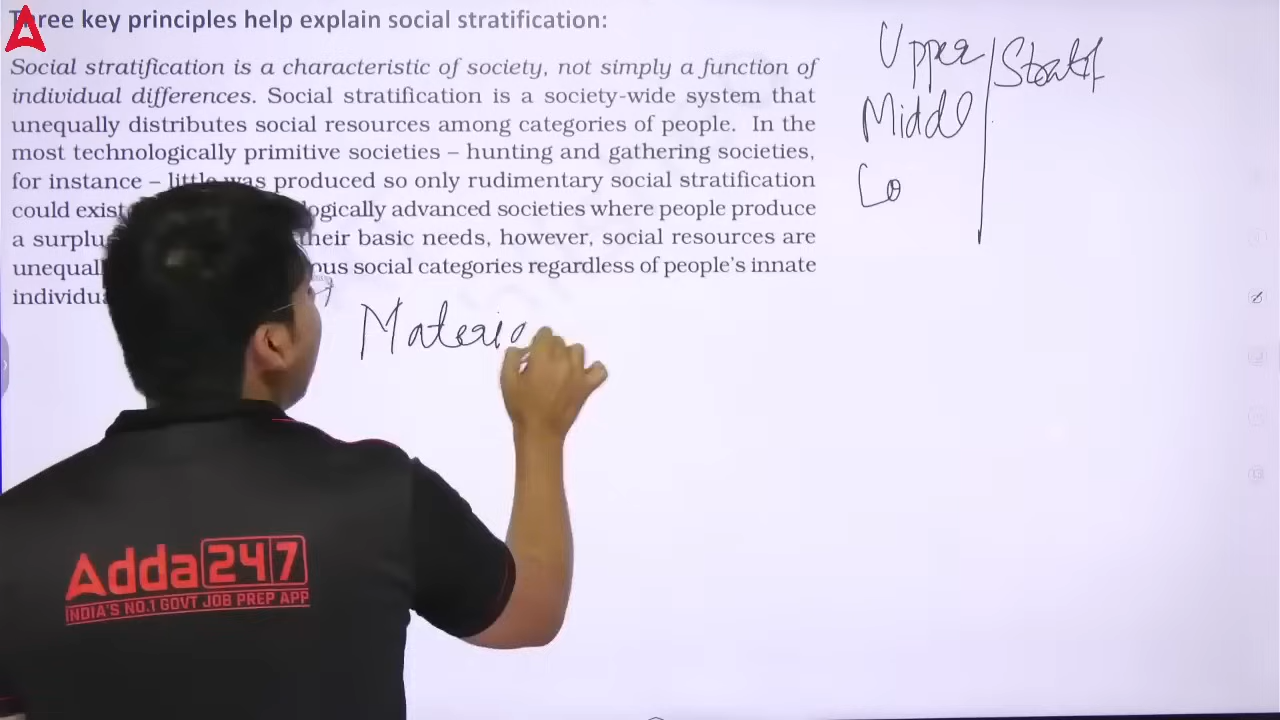 Three key principles help explain social stratification:
Social stratification is a characteristic of society, not simply a function of
individual differences. Social stratification is a society-wide system that
unequally distributes social resources among categories of people. In the
most technologically primitive societies – hunting and gathering societies,
for instance – little was produced so only rudimentary social stratification
could exist
logically advanced societies where people produce
a surplu their basic needs, however, social resources are
unequall ous social categories regardless of people's innate
individua
Upper
Stratif
Middl
Lo
Materia
Adda247
INDIA'S NO.1 GOVT JOB PREP APP